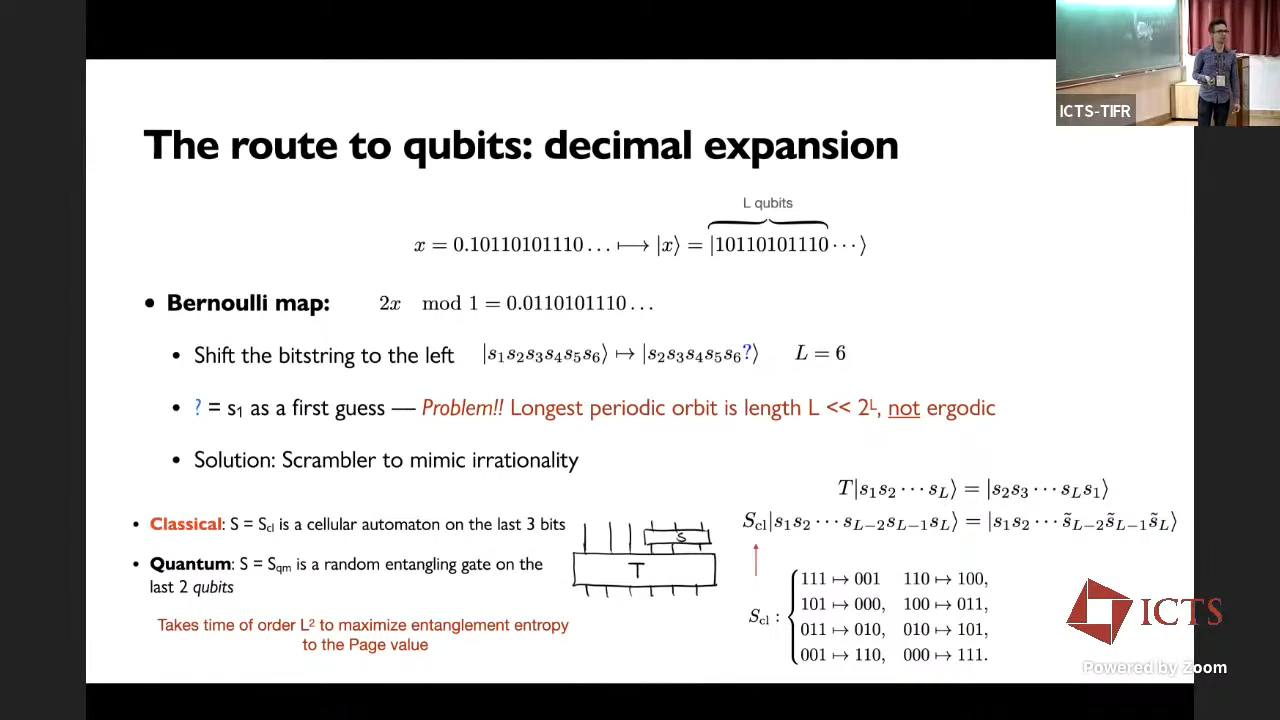 ICTS-TIFR
The route to qubits: decimal expansion
L qubits
x = 0.10110101110 . . . ⟼ |x⟩ = |10110101110 · · · ⟩
• Bernoulli map: 2x mod 1 = 0.0110101110 . . .
• Shift the bitstring to the left |s₁s₂s₃s₄s₅s₆⟩ ↦ |s₂s₃s₄s₅s₆?⟩ L = 6
• ? = s₁ as a first guess — Problem!! Longest periodic orbit is length L << 2ᴸ, not ergodic
• Solution: Scrambler to mimic irrationality
T|s₁s₂ · · · s_L⟩ = |s₂s₃ · · · s_Ls₁⟩
• Classical: S = S_cl is a cellular automaton on the last 3 bits
S_cl|s₁s₂ · · · s_{L−2}s_{L−1}s_L⟩ = |s₁s₂ · · · s̃_{L−2}s̃_{L−1}s̃_L⟩
• Quantum: S = S_qm is a random entangling gate on the
last 2 qubits
S
T
Takes time of order L² to maximize entanglement entropy
to the Page value
S_cl : { 111 ↦ 001 110 ↦ 100,
101 ↦ 000, 100 ↦ 011,
011 ↦ 010, 010 ↦ 101,
001 ↦ 110, 000 ↦ 111.
ICTS
Powered by Zoom